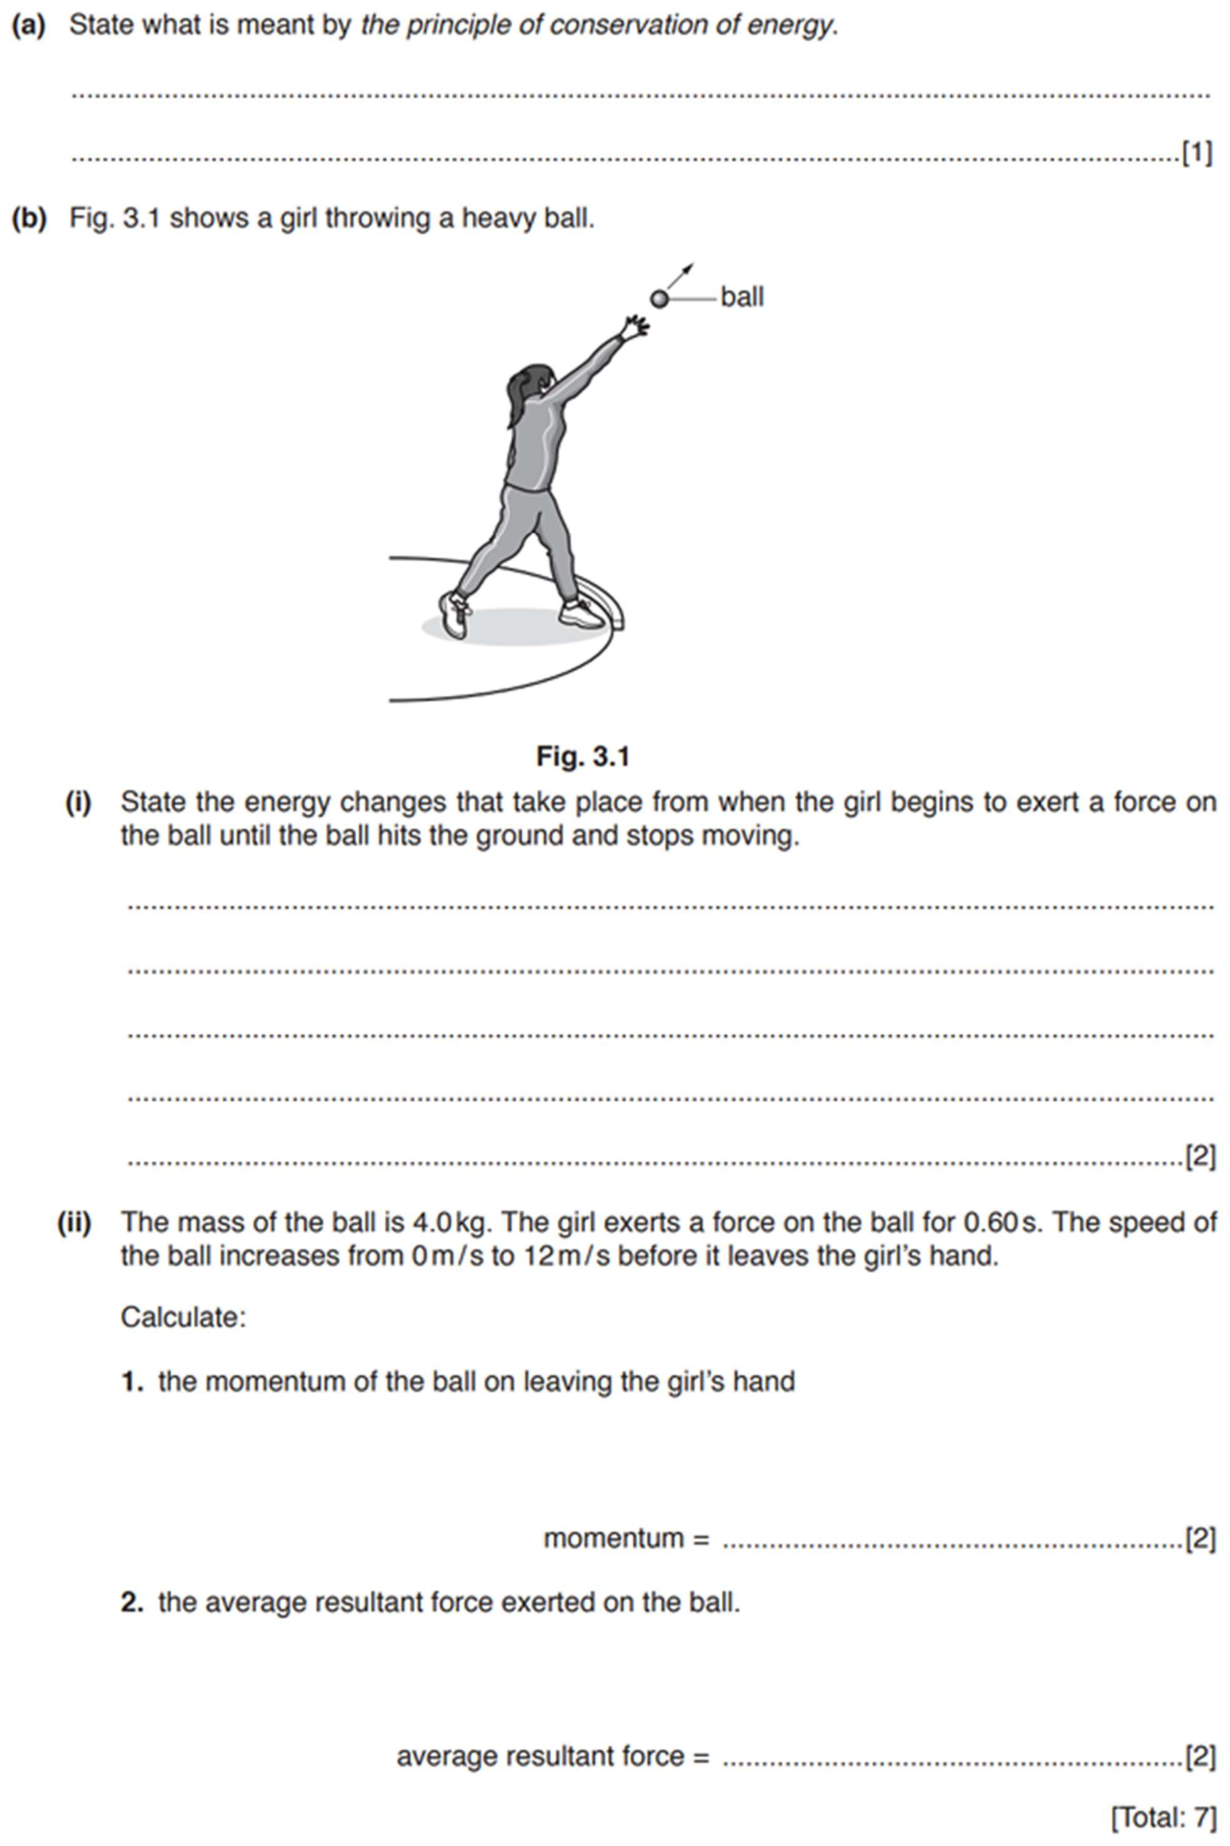 (a) State what is meant by the principle of conservation of energy.
..........................................................................................................................................
......................................................................................................................................[1]
(b) Fig. 3.1 shows a girl throwing a heavy ball.
ball
Fig. 3.1
(i) State the energy changes that take place from when the girl begins to exert a force on
the ball until the ball hits the ground and stops moving.
..........................................................................................................................................
..........................................................................................................................................
..........................................................................................................................................
..........................................................................................................................................
......................................................................................................................................[2]
(ii) The mass of the ball is 4.0 kg. The girl exerts a force on the ball for 0.60 s. The speed of
the ball increases from 0 m/s to 12 m/s before it leaves the girl's hand.
Calculate:
1. the momentum of the ball on leaving the girl's hand
momentum = .........................................................[2]
2. the average resultant force exerted on the ball.
average resultant force = .........................................................[2]
[Total: 7]